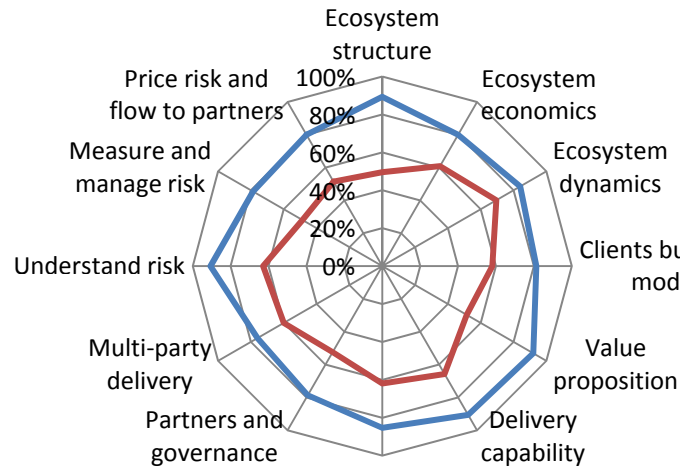 Ecosystem
structure
Ecosystem
economics
Ecosystem
dynamics
Clients
Value
proposition
Delivery
capability
Partners and
governance
Multi-party
delivery
Understand risk
Measure and
manage risk
Price risk and
flow to partners
100%
80%
60%
40%
20%
0%